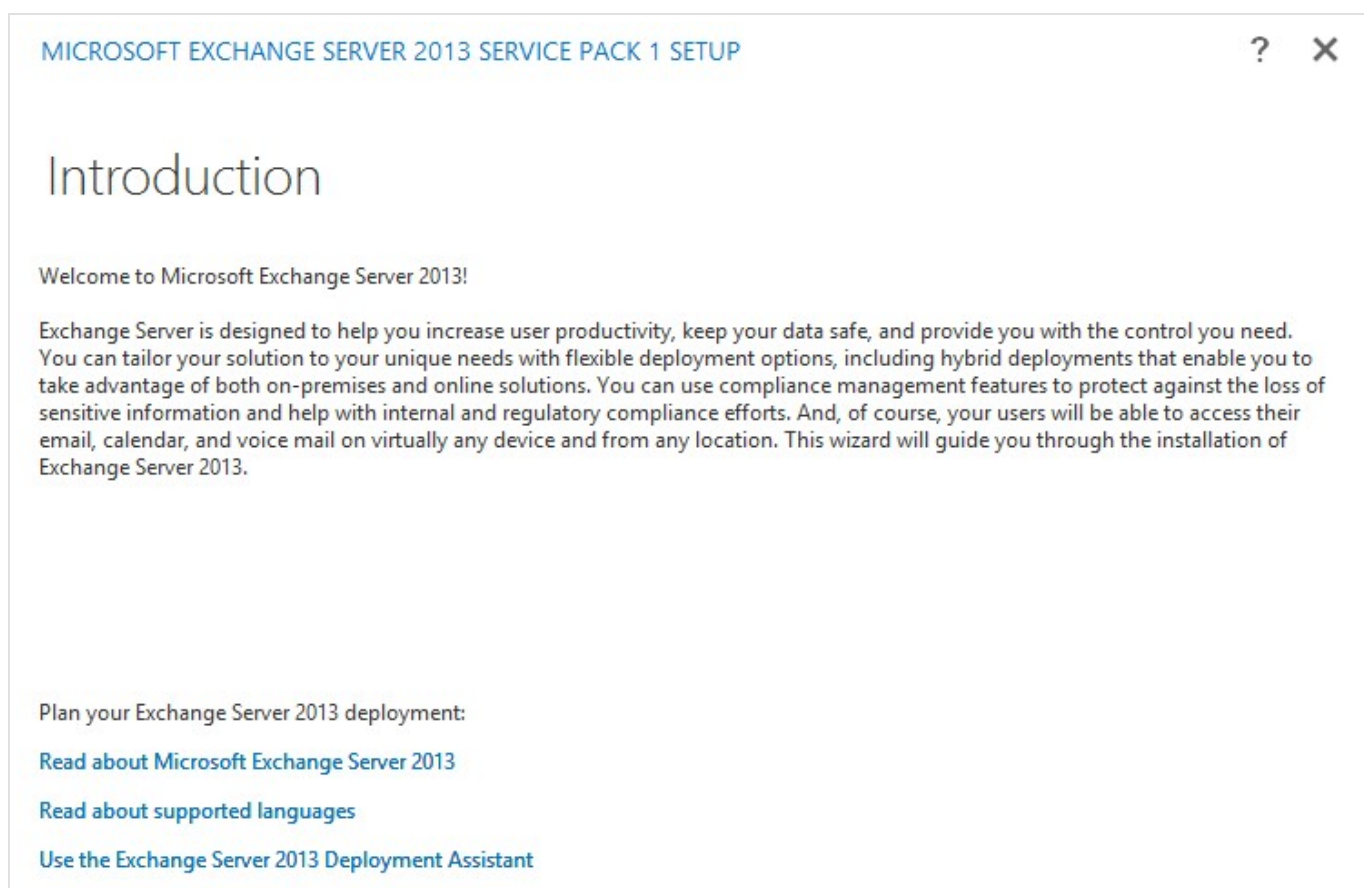 MICROSOFT EXCHANGE SERVER 2013 SERVICE PACK 1 SETUP ? ✕
Introduction
Welcome to Microsoft Exchange Server 2013!
Exchange Server is designed to help you increase user productivity, keep your data safe, and provide you with the control you need.
You can tailor your solution to your unique needs with flexible deployment options, including hybrid deployments that enable you to
take advantage of both on-premises and online solutions. You can use compliance management features to protect against the loss of
sensitive information and help with internal and regulatory compliance efforts. And, of course, your users will be able to access their
email, calendar, and voice mail on virtually any device and from any location. This wizard will guide you through the installation of
Exchange Server 2013.
Plan your Exchange Server 2013 deployment:
Read about Microsoft Exchange Server 2013
Read about supported languages
Use the Exchange Server 2013 Deployment Assistant